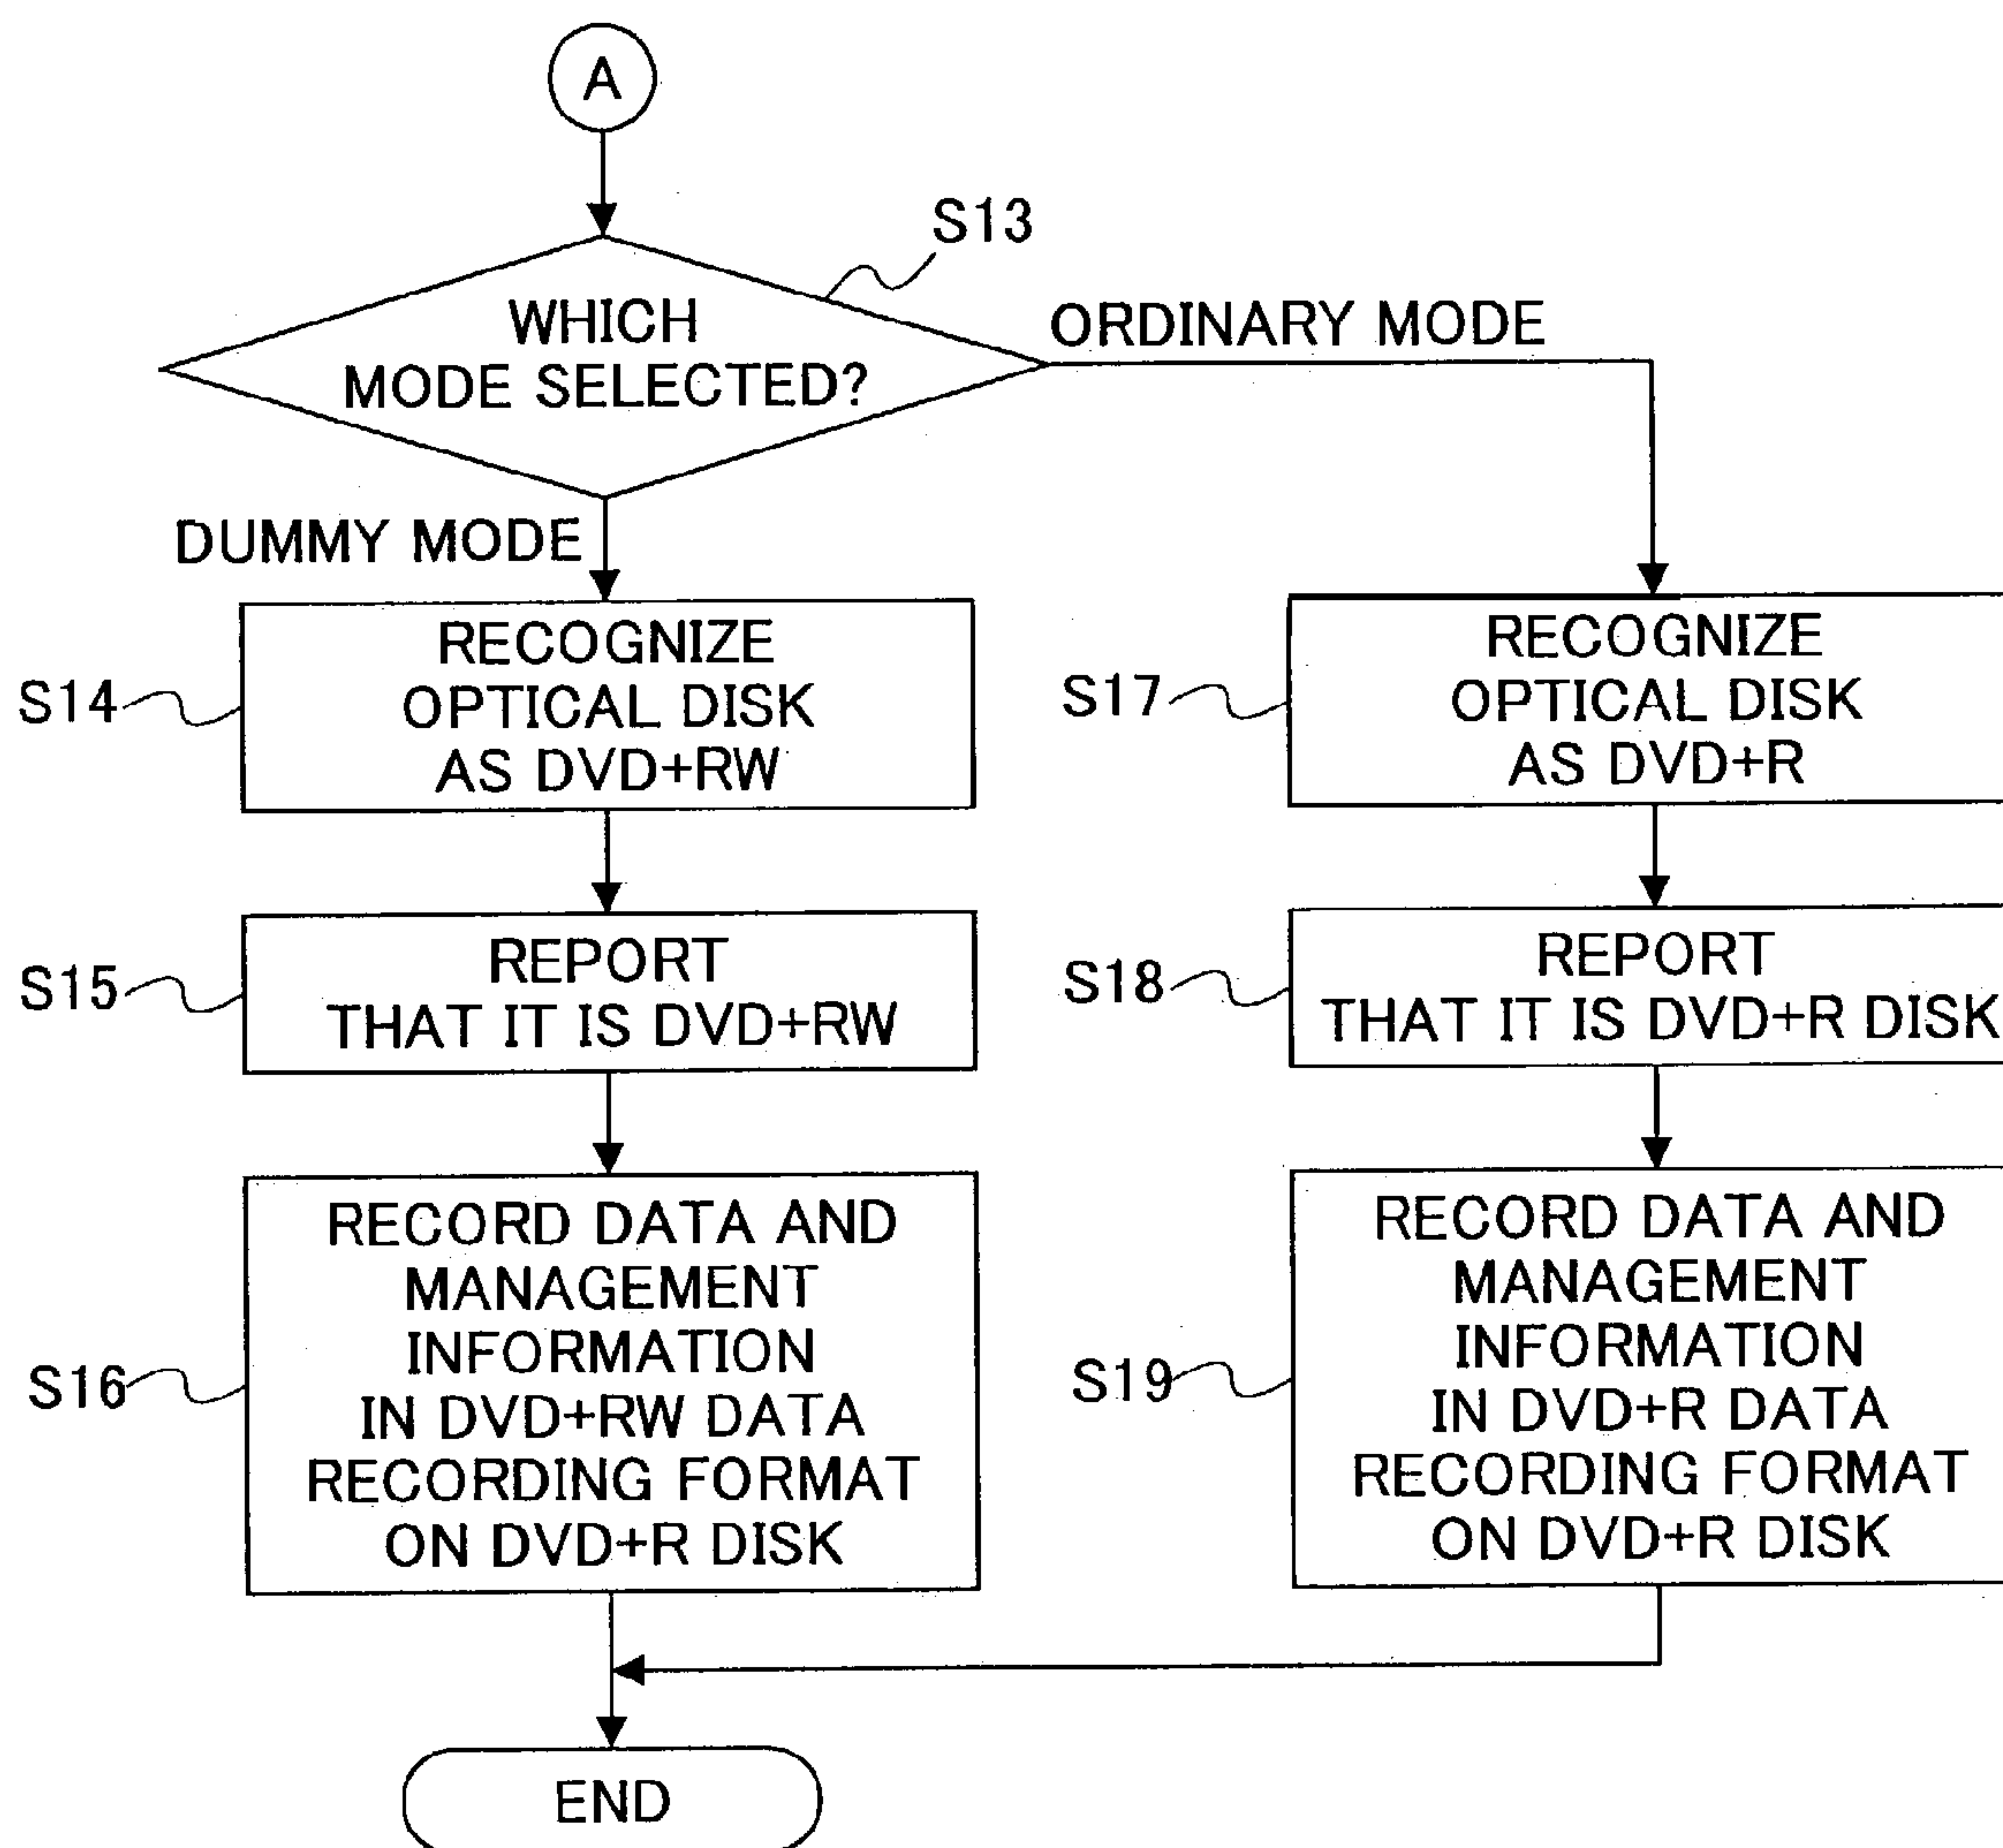 A
S13
WHICH
MODE SELECTED?
ORDINARY MODE
DUMMY MODE
S14
RECOGNIZE
OPTICAL DISK
AS DVD+RW
S15
REPORT
THAT IT IS DVD+RW
S16
RECORD DATA AND
MANAGEMENT
INFORMATION
IN DVD+RW DATA
RECORDING FORMAT
ON DVD+R DISK
S17
RECOGNIZE
OPTICAL DISK
AS DVD+R
S18
REPORT
THAT IT IS DVD+R DISK
S19
RECORD DATA AND
MANAGEMENT
INFORMATION
IN DVD+R DATA
RECORDING FORMAT
ON DVD+R DISK
END